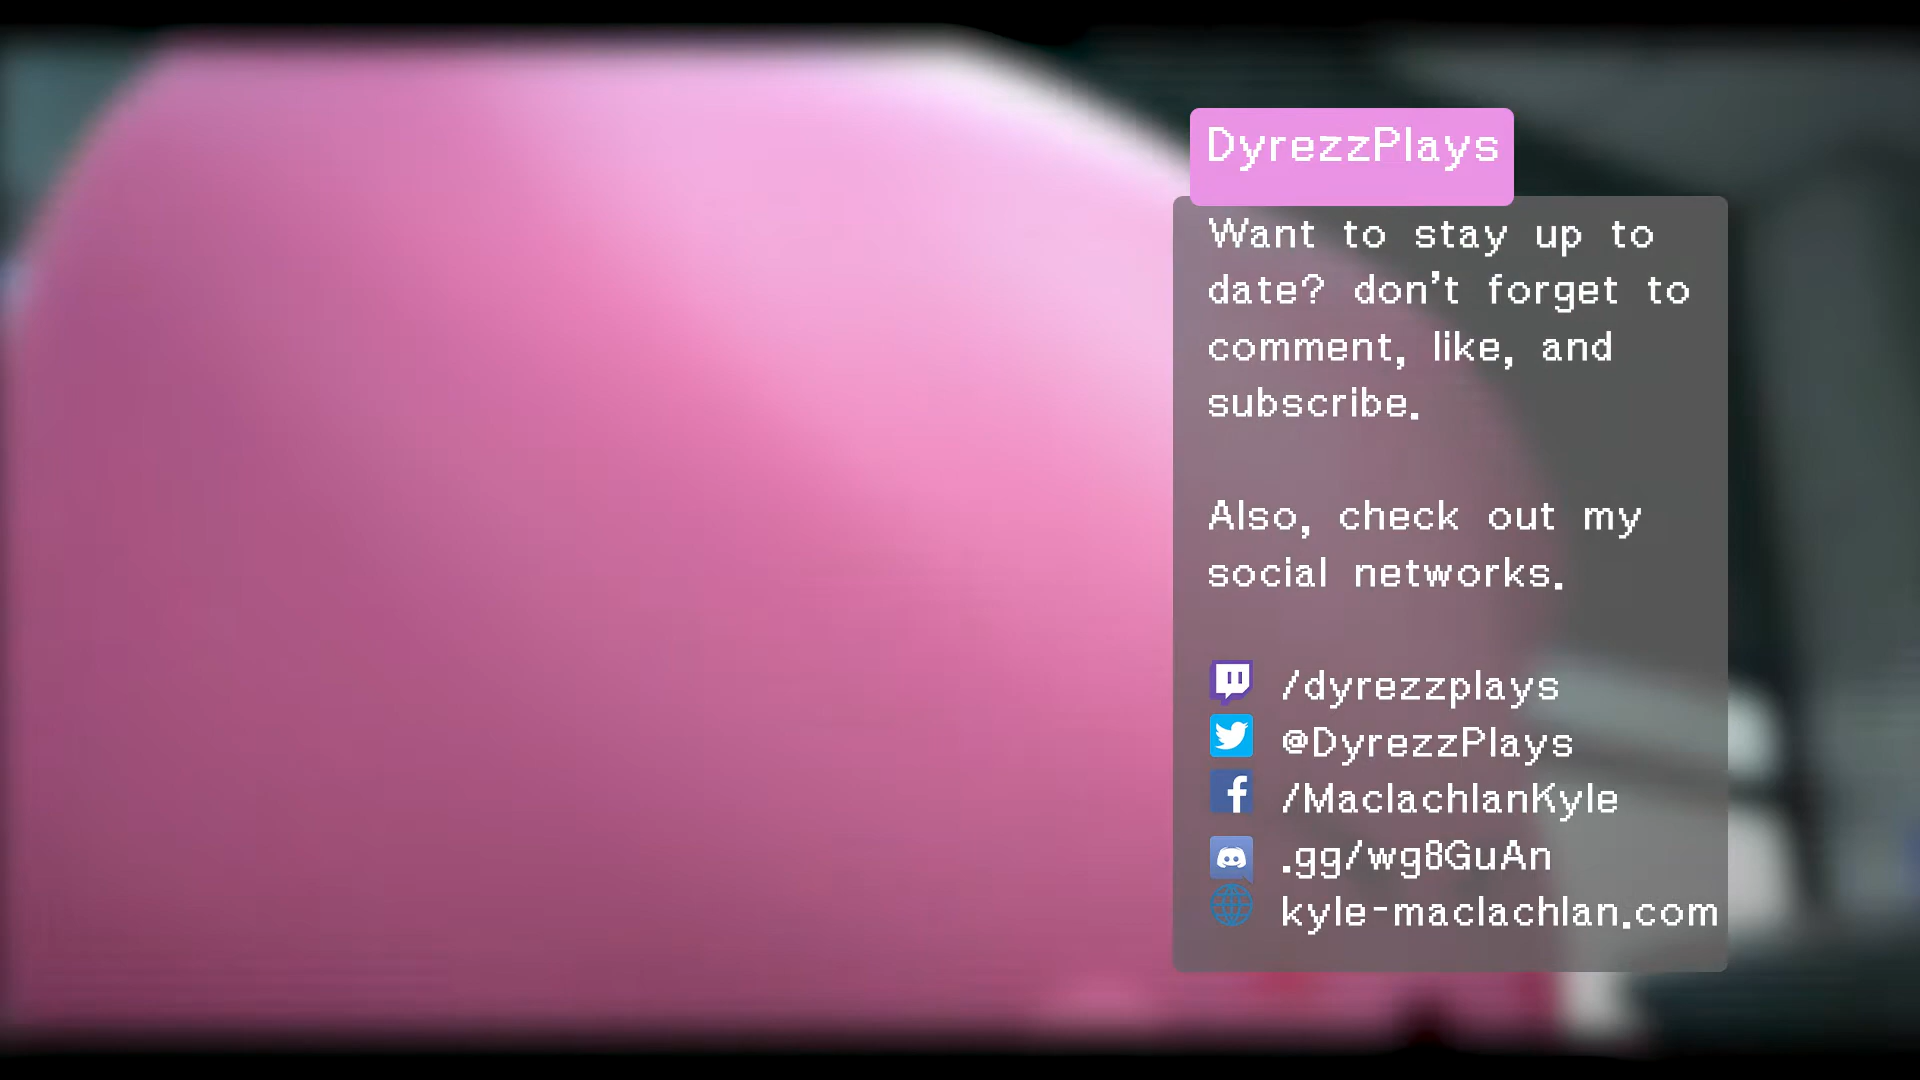 DyrezzPlays
Want to stay up to
date? don't forget to
comment, like, and
subscribe.
Also, check out my
social networks.
/dyrezzplays
@DyrezzPlays
/MaclachlanKyle
.gg/wg8GuAn
kyle-maclachlan.com